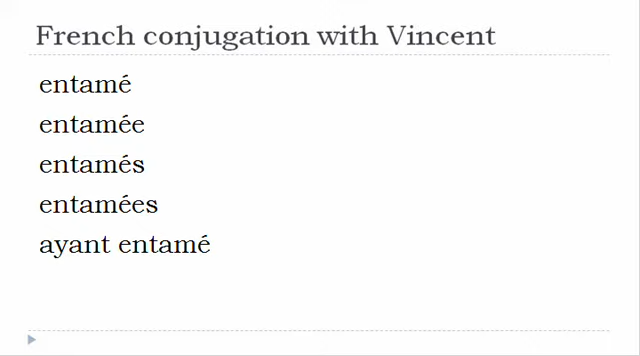 French conjugation with Vincent
entamé
entamée
entamés
entamées
ayant entamé